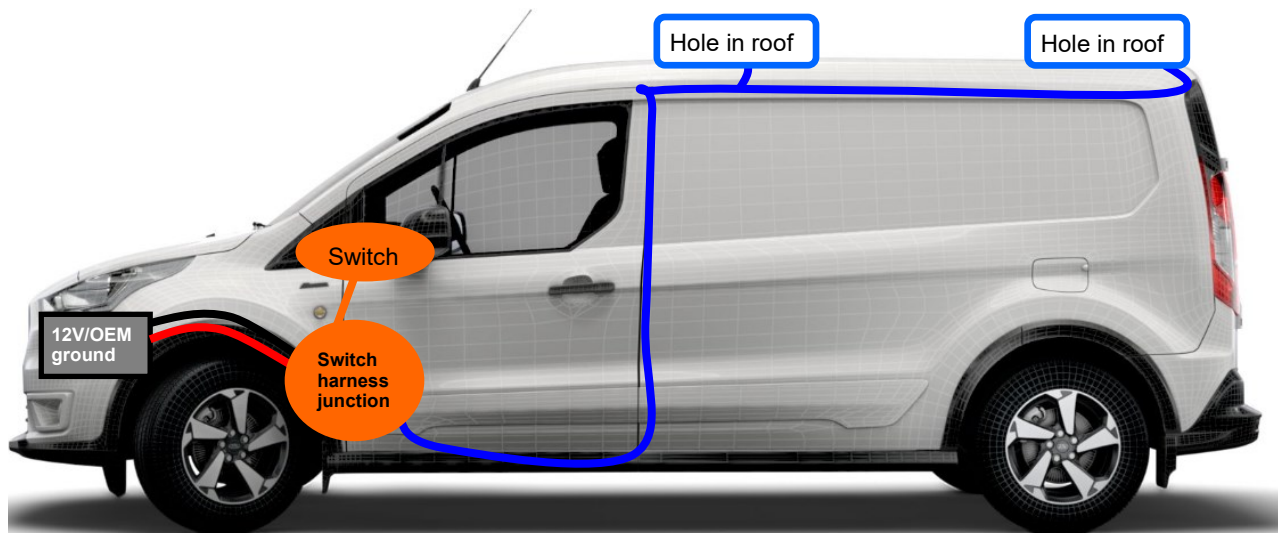 Hole in roof
Hole in roof
Switch
12V/OEM
ground
Switch
harness
junction